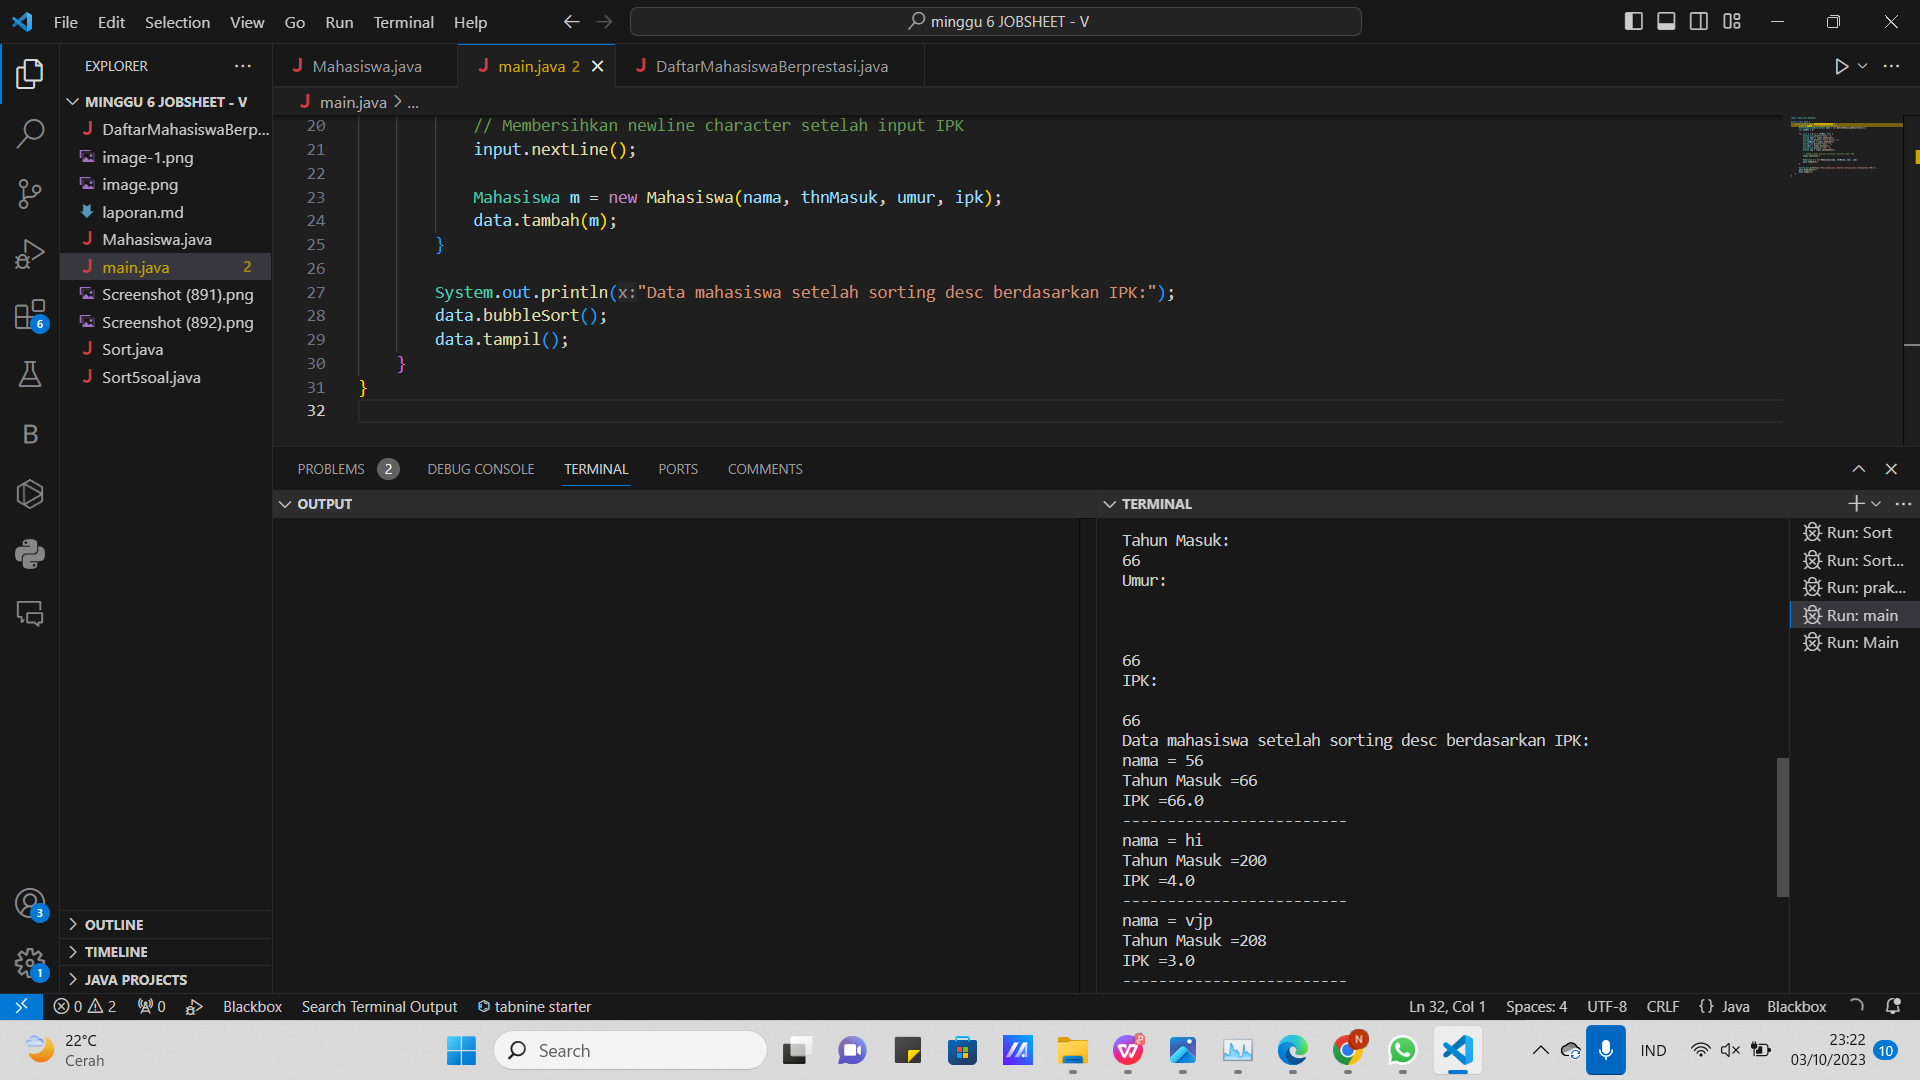 File Edit Selection View Go Run Terminal Help
minggu 6 JOBSHEET - V
EXPLORER
MINGGU 6 JOBSHEET - V
DaftarMahasiswaBerp...
image-1.png
image.png
laporan.md
Mahasiswa.java
main.java 2
Screenshot (891).png
Screenshot (892).png
Sort.java
Sort5soal.java
OUTLINE
TIMELINE
JAVA PROJECTS
6
B
3
1
Mahasiswa.java main.java 2 DaftarMahasiswaBerprestasi.java
main.java > ...
20 // Membersihkan newline character setelah input IPK
21 input.nextLine();
22
23 Mahasiswa m = new Mahasiswa(nama, thnMasuk, umur, ipk);
24 data.tambah(m);
25 }
26
27 System.out.println(x:"Data mahasiswa setelah sorting desc berdasarkan IPK:");
28 data.bubbleSort();
29 data.tampil();
30 }
31 }
32
PROBLEMS 2 DEBUG CONSOLE TERMINAL PORTS COMMENTS
OUTPUT
TERMINAL
Tahun Masuk:
66
Umur:
66
IPK:
66
Data mahasiswa setelah sorting desc berdasarkan IPK:
nama = 56
Tahun Masuk =66
IPK =66.0
-------------------------
nama = hi
Tahun Masuk =200
IPK =4.0
-------------------------
nama = vjp
Tahun Masuk =208
IPK =3.0
-------------------------
Run: Sort
Run: Sort...
Run: prak...
Run: main
Run: Main
0 2 0 Blackbox Search Terminal Output tabnine starter
Ln 32, Col 1 Spaces: 4 UTF-8 CRLF {} Java Blackbox
22°C
Cerah
Search
IND
23:22
03/10/2023
10